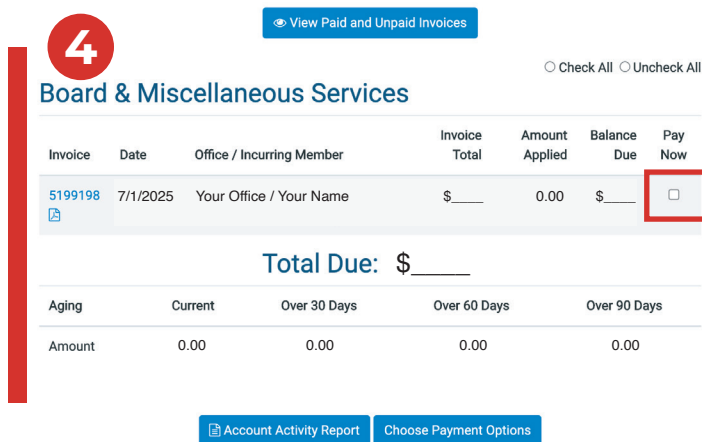 View Paid and Unpaid Invoices
4
Check All Uncheck All
Board & Miscellaneous Services
Invoice Date Office / Incurring Member Invoice Total Amount Applied Balance Due Pay Now
5199198 7/1/2025 Your Office / Your Name $____ 0.00 $____
Total Due: $____
Aging Current Over 30 Days Over 60 Days Over 90 Days
Amount 0.00 0.00 0.00 0.00
Account Activity Report Choose Payment Options